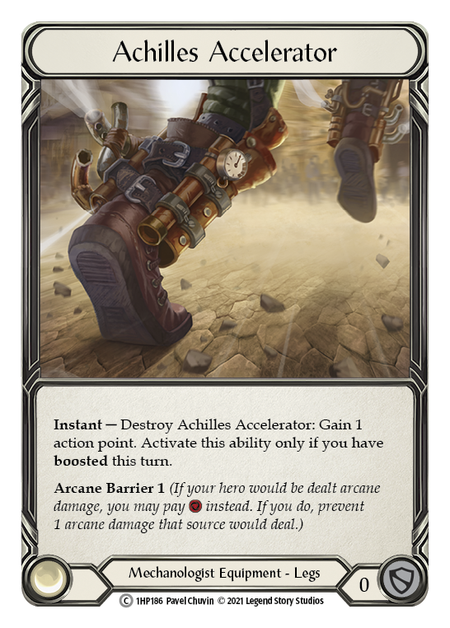 Achilles Accelerator
Instant — Destroy Achilles Accelerator: Gain 1
action point. Activate this ability only if you have
boosted this turn.
Arcane Barrier 1 (If your hero would be dealt arcane
damage, you may pay instead. If you do, prevent
1 arcane damage that source would deal.)
Mechanologist Equipment - Legs
0
C 1HP186 Pavel Chuvin © 2021 Legend Story Studios